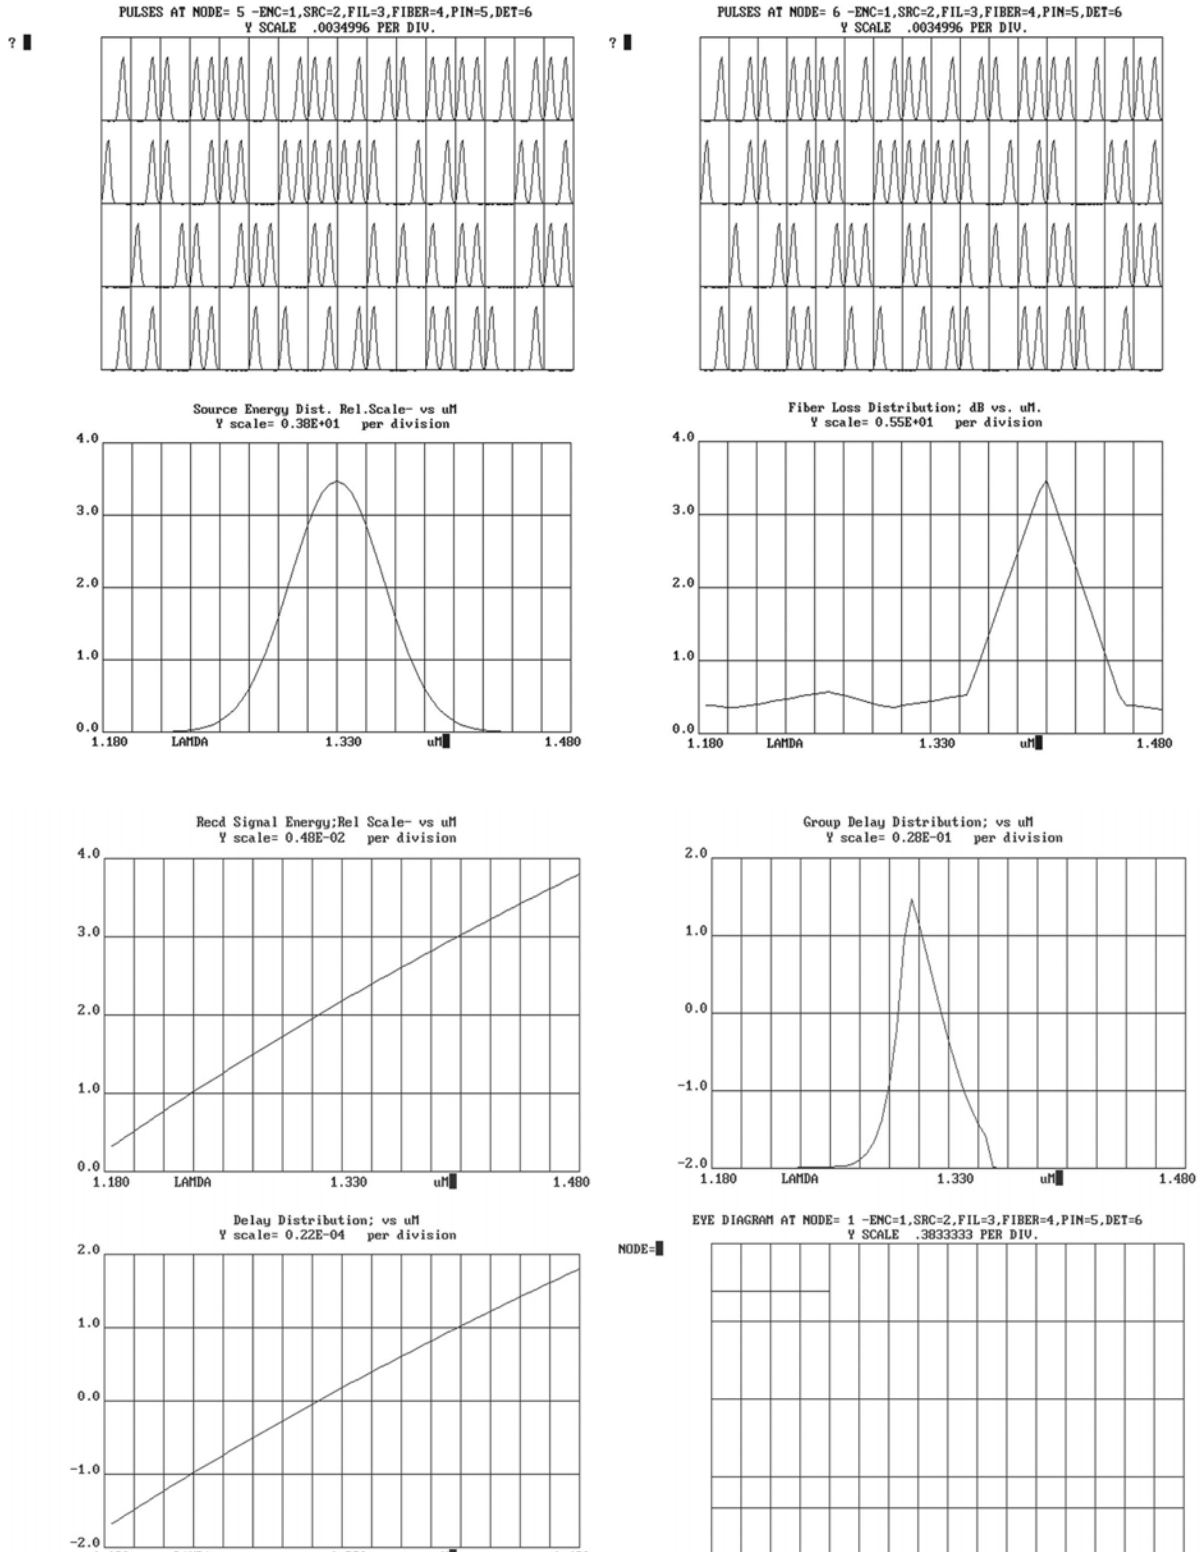 PULSES AT NODE= 5 -ENC=1,SRC=2,FIL=3,FIBER=4,PIN=5,DET=6
Y SCALE .0034996 PER DIV.
?
PULSES AT NODE= 6 -ENC=1,SRC=2,FIL=3,FIBER=4,PIN=5,DET=6
Y SCALE .0034996 PER DIV.
?
Source Energy Dist. Rel.Scale- vs uM
Y scale= 0.38E+01 per division
4.0
3.0
2.0
1.0
0.0
1.180 LAMDA 1.330 uM 1.480
Fiber Loss Distribution; dB vs. uM.
Y scale= 0.55E+01 per division
4.0
3.0
2.0
1.0
0.0
1.180 LAMDA 1.330 uM 1.480
Recd Signal Energy;Rel Scale- vs uM
Y scale= 0.48E-02 per division
4.0
3.0
2.0
1.0
0.0
1.180 LAMDA 1.330 uM 1.480
Group Delay Distribution; vs uM
Y scale= 0.28E-01 per division
2.0
1.0
0.0
-1.0
-2.0
1.180 LAMDA 1.330 uM 1.480
Delay Distribution; vs uM
Y scale= 0.22E-04 per division
2.0
1.0
0.0
-1.0
-2.0
EYE DIAGRAM AT NODE= 1 -ENC=1,SRC=2,FIL=3,FIBER=4,PIN=5,DET=6
Y SCALE .3833333 PER DIV.
NODE=